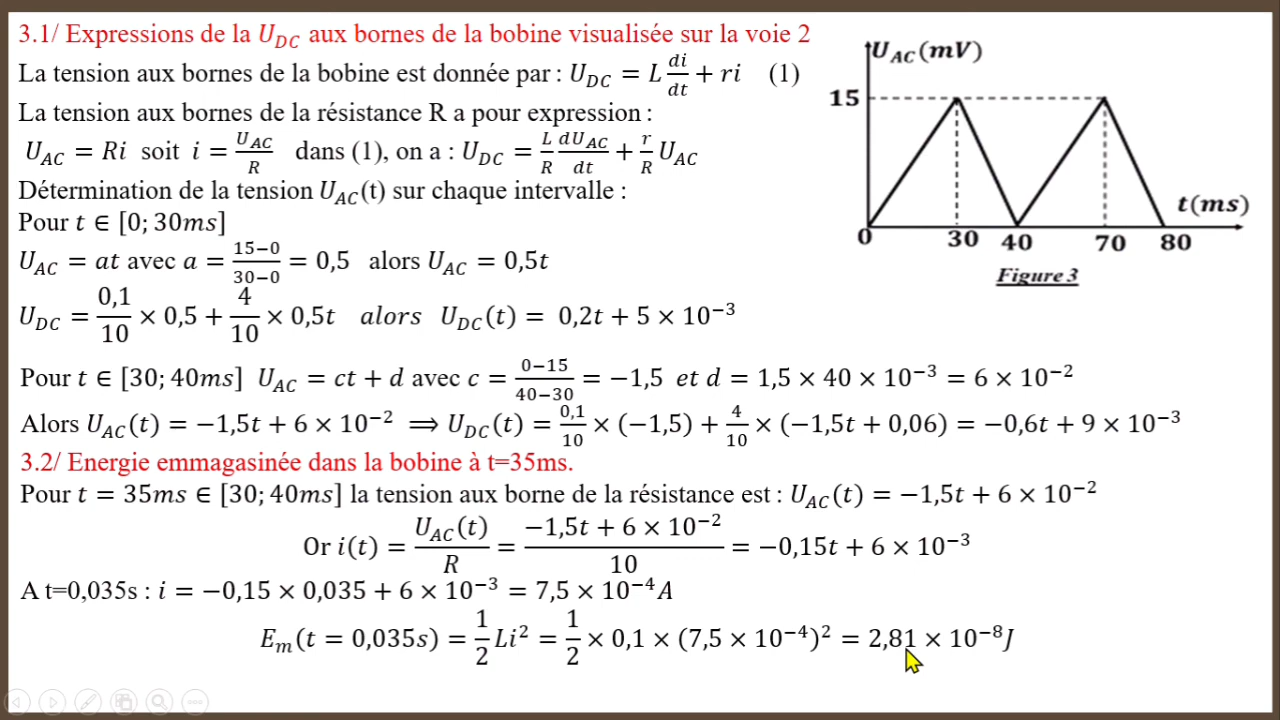 3.1/ Expressions de la U_DC aux bornes de la bobine visualisée sur la voie 2
La tension aux bornes de la bobine est donnée par : U_DC = L di/dt + ri (1)
La tension aux bornes de la résistance R a pour expression :
U_AC = Ri soit i = U_AC/R dans (1), on a : U_DC = L/R dU_AC/dt + r/R U_AC
Détermination de la tension U_AC(t) sur chaque intervalle :
Pour t ∈ [0; 30ms]
U_AC = at avec a = (15−0)/(30−0) = 0,5 alors U_AC = 0,5t
U_DC = 0,1/10 × 0,5 + 4/10 × 0,5t alors U_DC(t) = 0,2t + 5 × 10^−3
Pour t ∈ [30; 40ms] U_AC = ct + d avec c = (0−15)/(40−30) = −1,5 et d = 1,5 × 40 × 10^−3 = 6 × 10^−2
Alors U_AC(t) = −1,5t + 6 × 10^−2 ⟹ U_DC(t) = 0,1/10 × (−1,5) + 4/10 × (−1,5t + 0,06) = −0,6t + 9 × 10^−3
3.2/ Energie emmagasinée dans la bobine à t=35ms.
Pour t = 35ms ∈ [30; 40ms] la tension aux borne de la résistance est : U_AC(t) = −1,5t + 6 × 10^−2
Or i(t) = U_AC(t)/R = (−1,5t + 6 × 10^−2)/10 = −0,15t + 6 × 10^−3
A t=0,035s : i = −0,15 × 0,035 + 6 × 10^−3 = 7,5 × 10^−4 A
E_m(t = 0,035s) = 1/2 Li^2 = 1/2 × 0,1 × (7,5 × 10^−4)^2 = 2,81 × 10^−8 J
U_AC(mV)
15
t(ms)
0 30 40 70 80
Figure 3